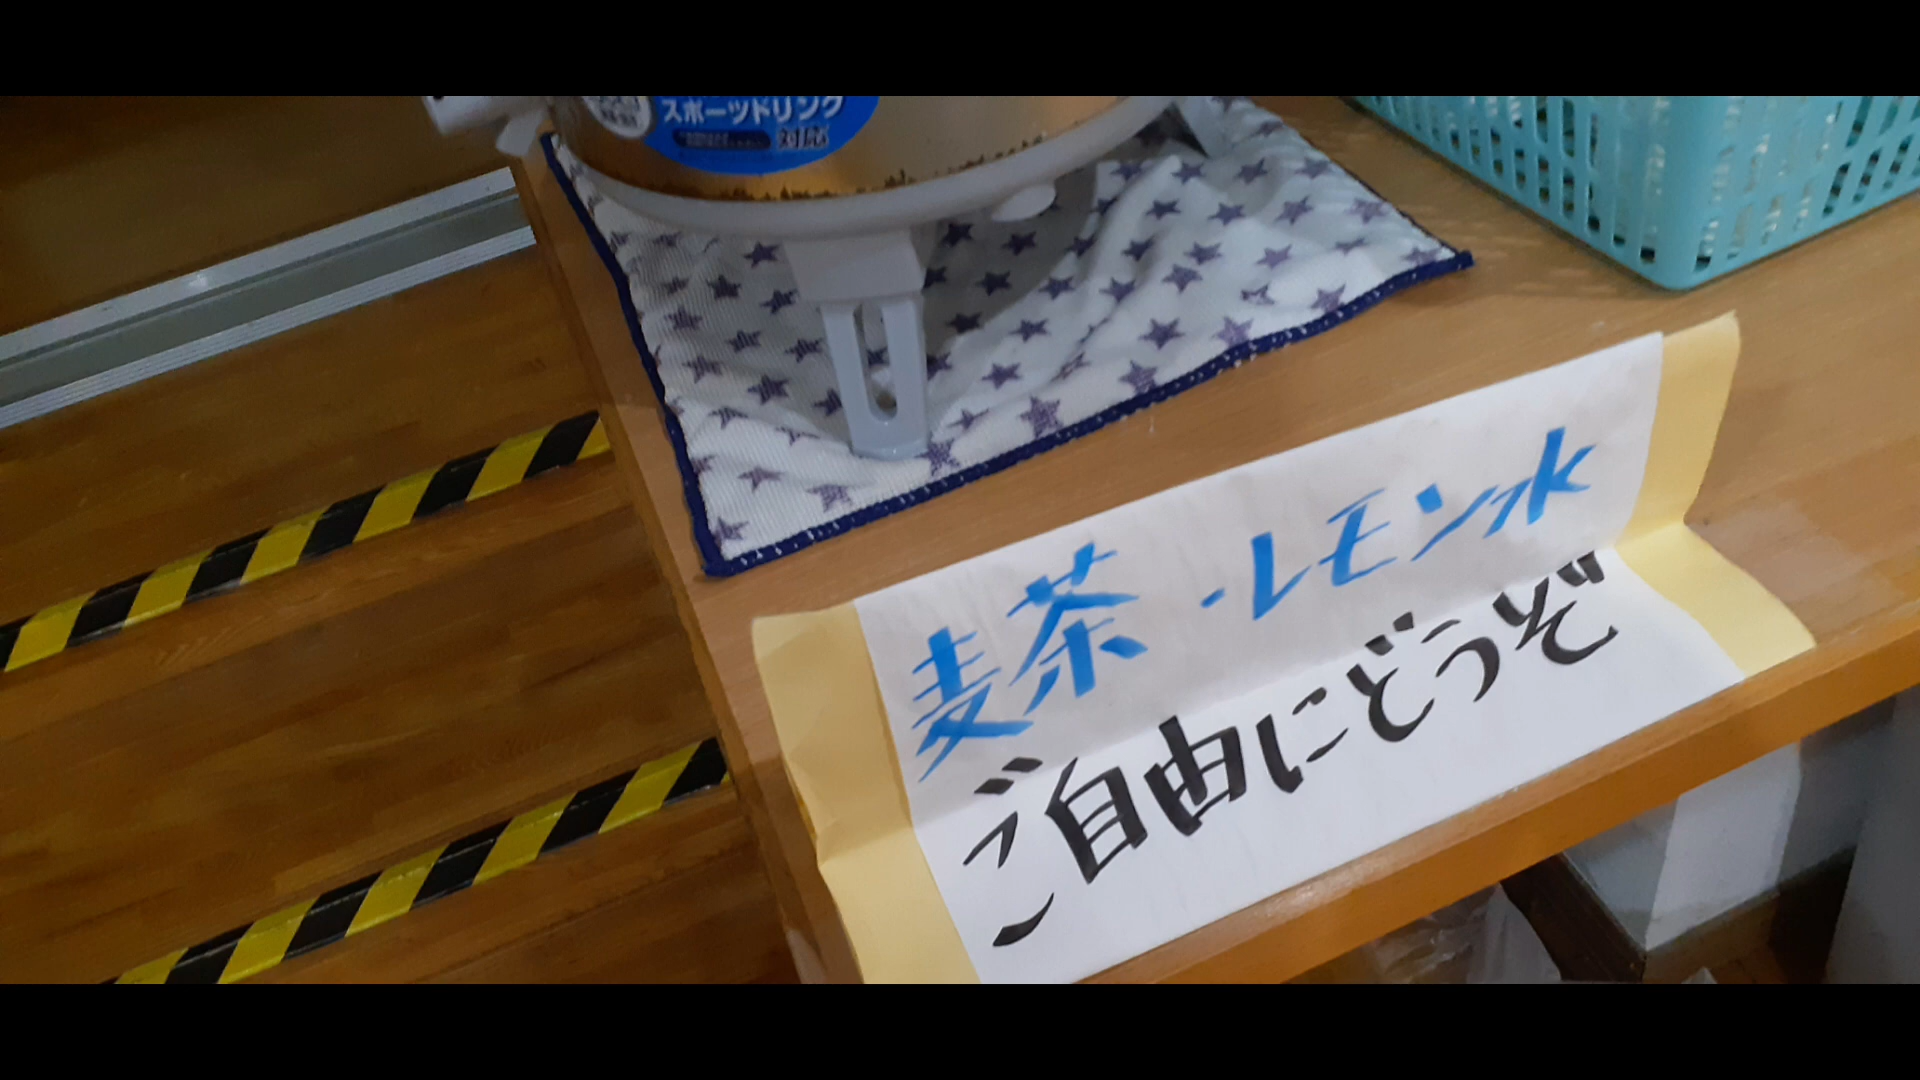 スポーツドリンク
対応
麦茶・レモン水
ご自由にどうぞ